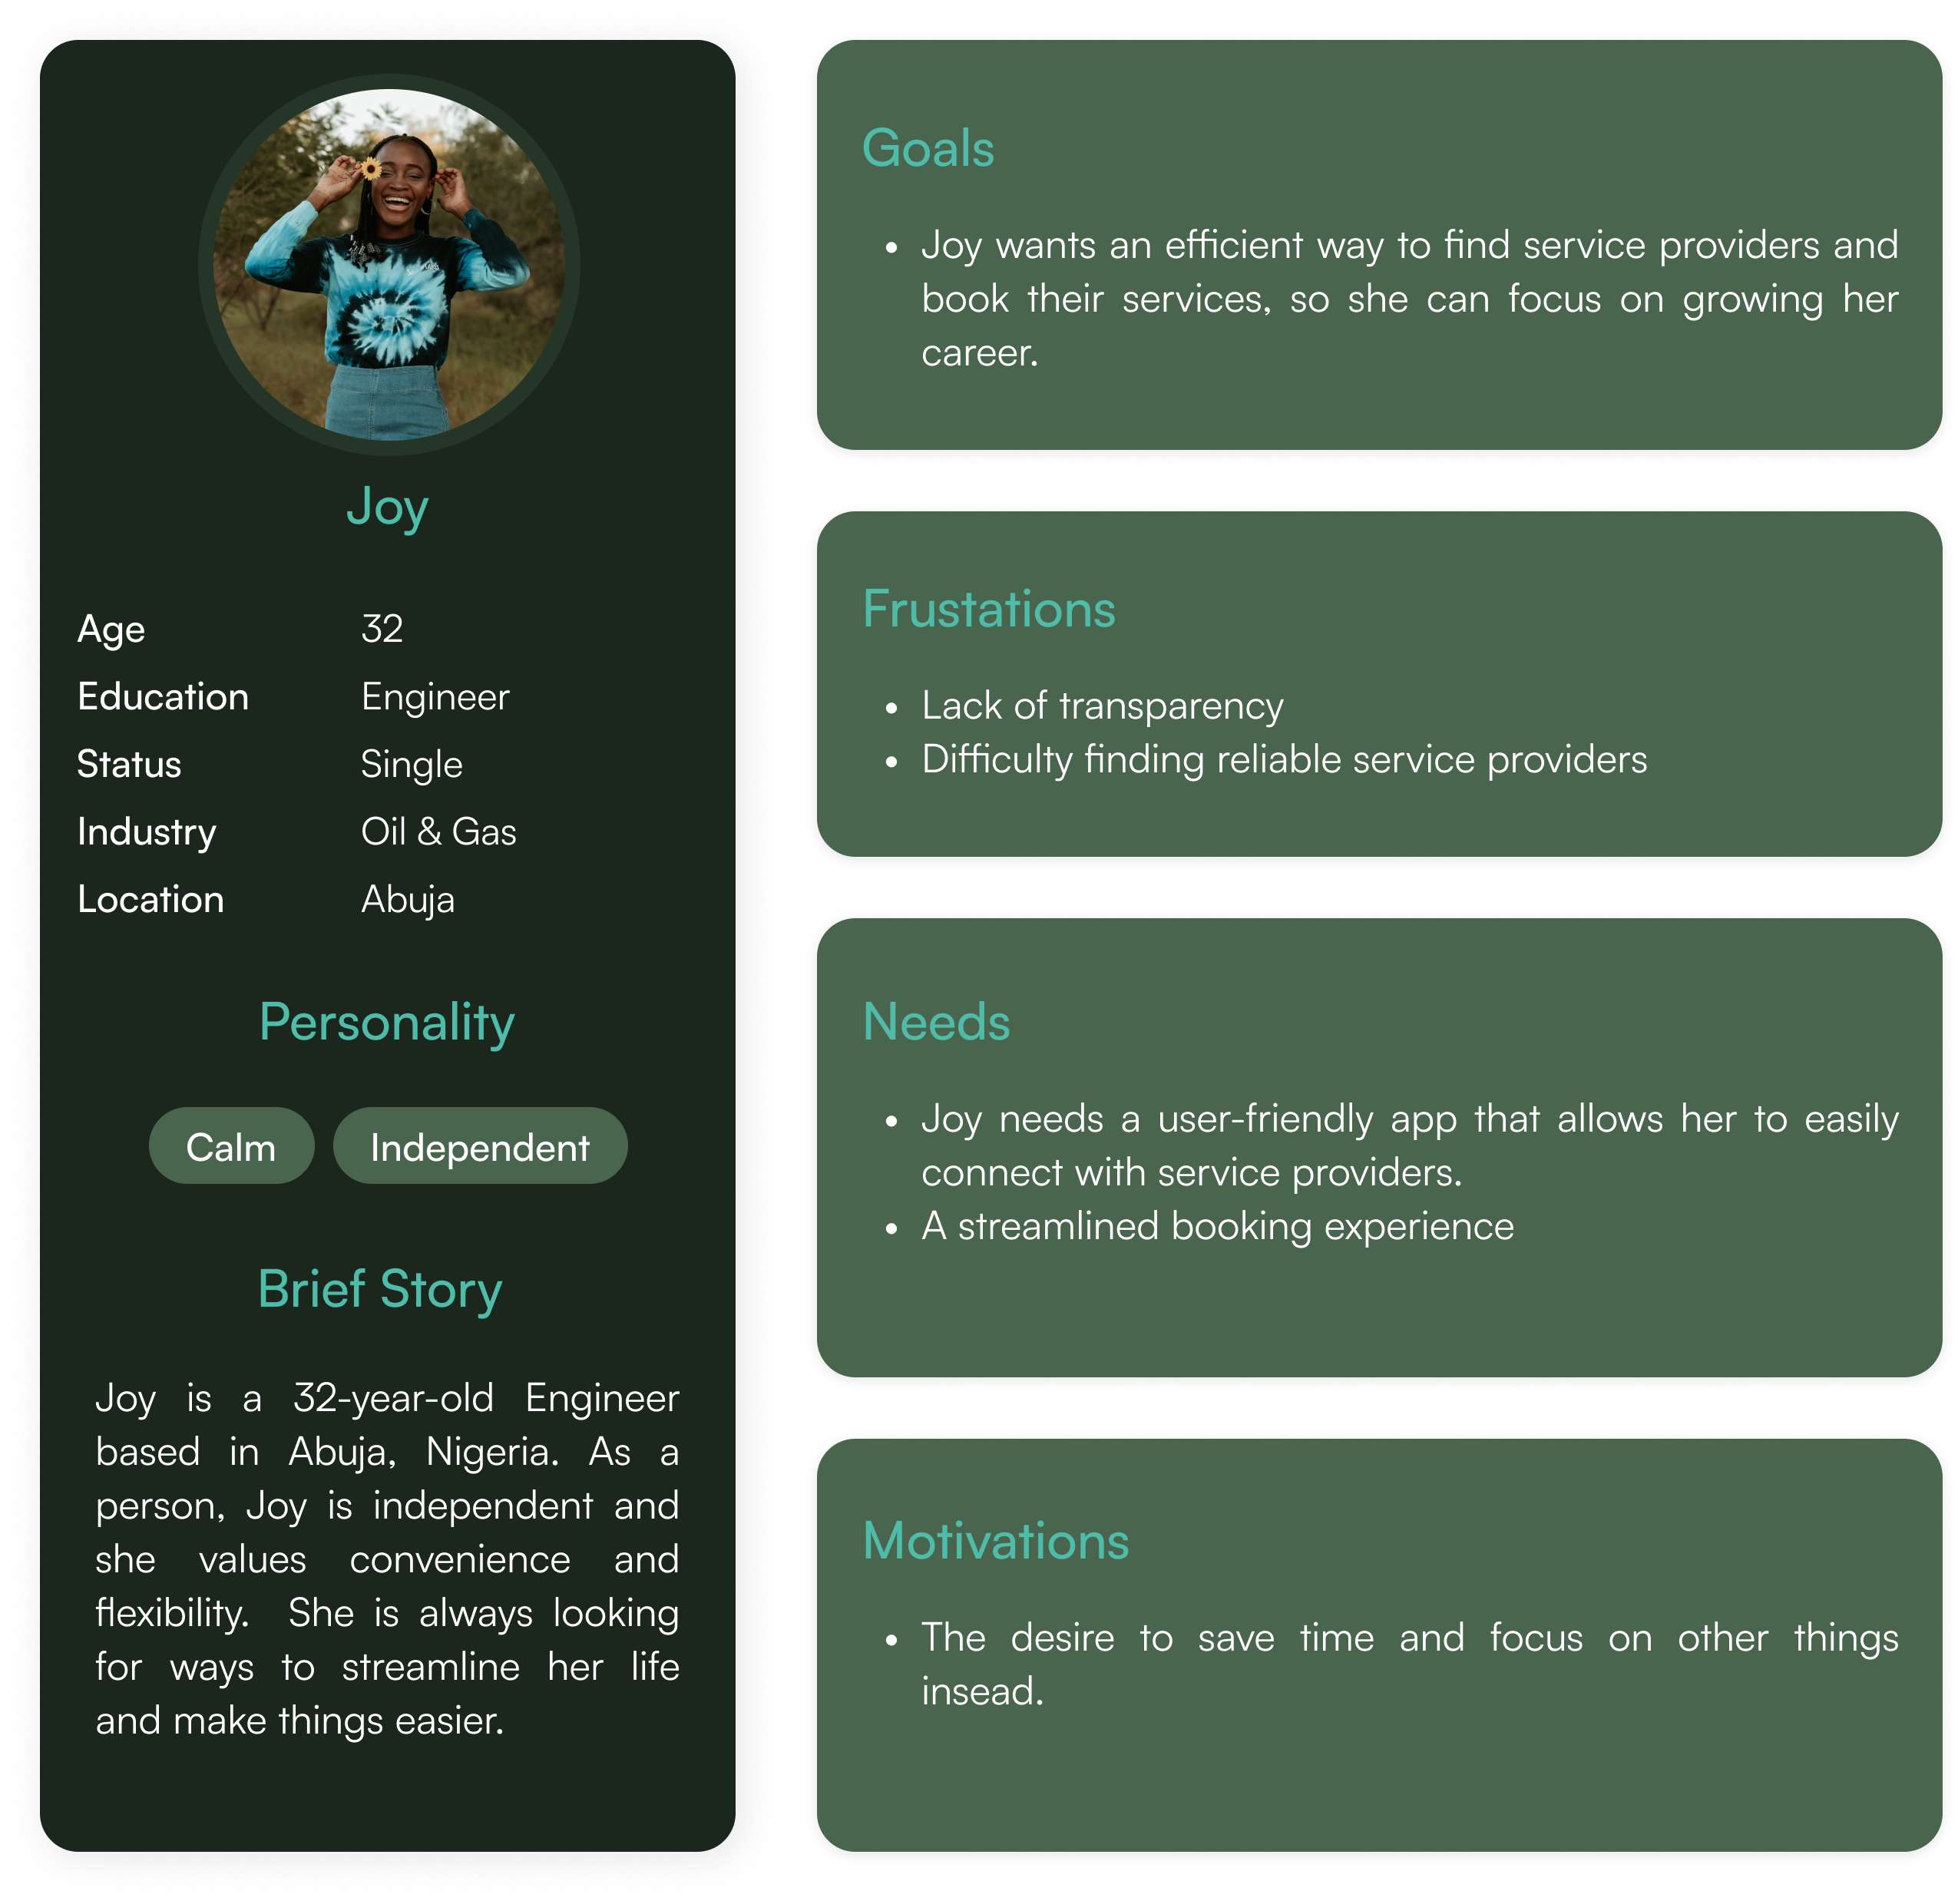 Joy
Age 32
Education Engineer
Status Single
Industry Oil & Gas
Location Abuja
Personality
Calm Independent
Brief Story
Joy is a 32-year-old Engineer
based in Abuja, Nigeria. As a
person, Joy is independent and
she values convenience and
flexibility. She is always looking
for ways to streamline her life
and make things easier.
Goals
• Joy wants an efficient way to find service providers and
book their services, so she can focus on growing her
career.
Frustations
• Lack of transparency
• Difficulty finding reliable service providers
Needs
• Joy needs a user-friendly app that allows her to easily
connect with service providers.
• A streamlined booking experience
Motivations
• The desire to save time and focus on other things
insead.